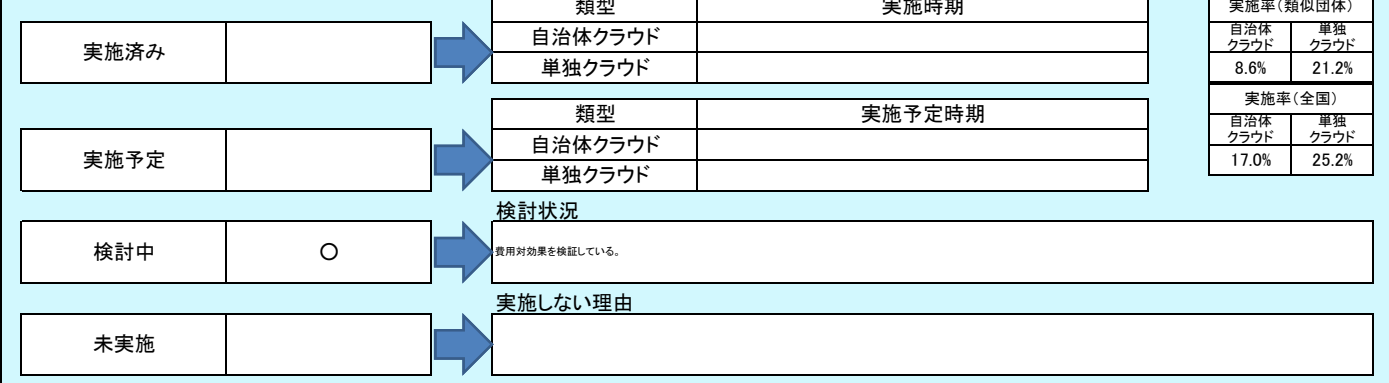 類型 実施時期
実施済み
自治体クラウド
単独クラウド
実施率(類似団体)
自治体クラウド 単独クラウド
8.6% 21.2%
類型 実施予定時期
実施予定
自治体クラウド
単独クラウド
実施率(全国)
自治体クラウド 単独クラウド
17.0% 25.2%
検討状況
検討中 〇
費用対効果を検証している。
実施しない理由
未実施